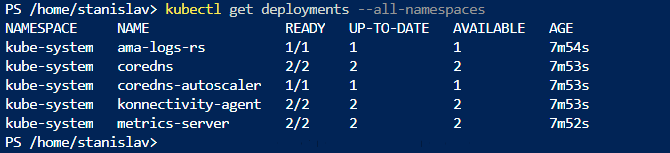 PS /home/stanislav> kubectl get deployments --all-namespaces
NAMESPACE NAME READY UP-TO-DATE AVAILABLE AGE
kube-system ama-logs-rs 1/1 1 1 7m54s
kube-system coredns 2/2 2 2 7m53s
kube-system coredns-autoscaler 1/1 1 1 7m53s
kube-system konnectivity-agent 2/2 2 2 7m53s
kube-system metrics-server 2/2 2 2 7m52s
PS /home/stanislav>